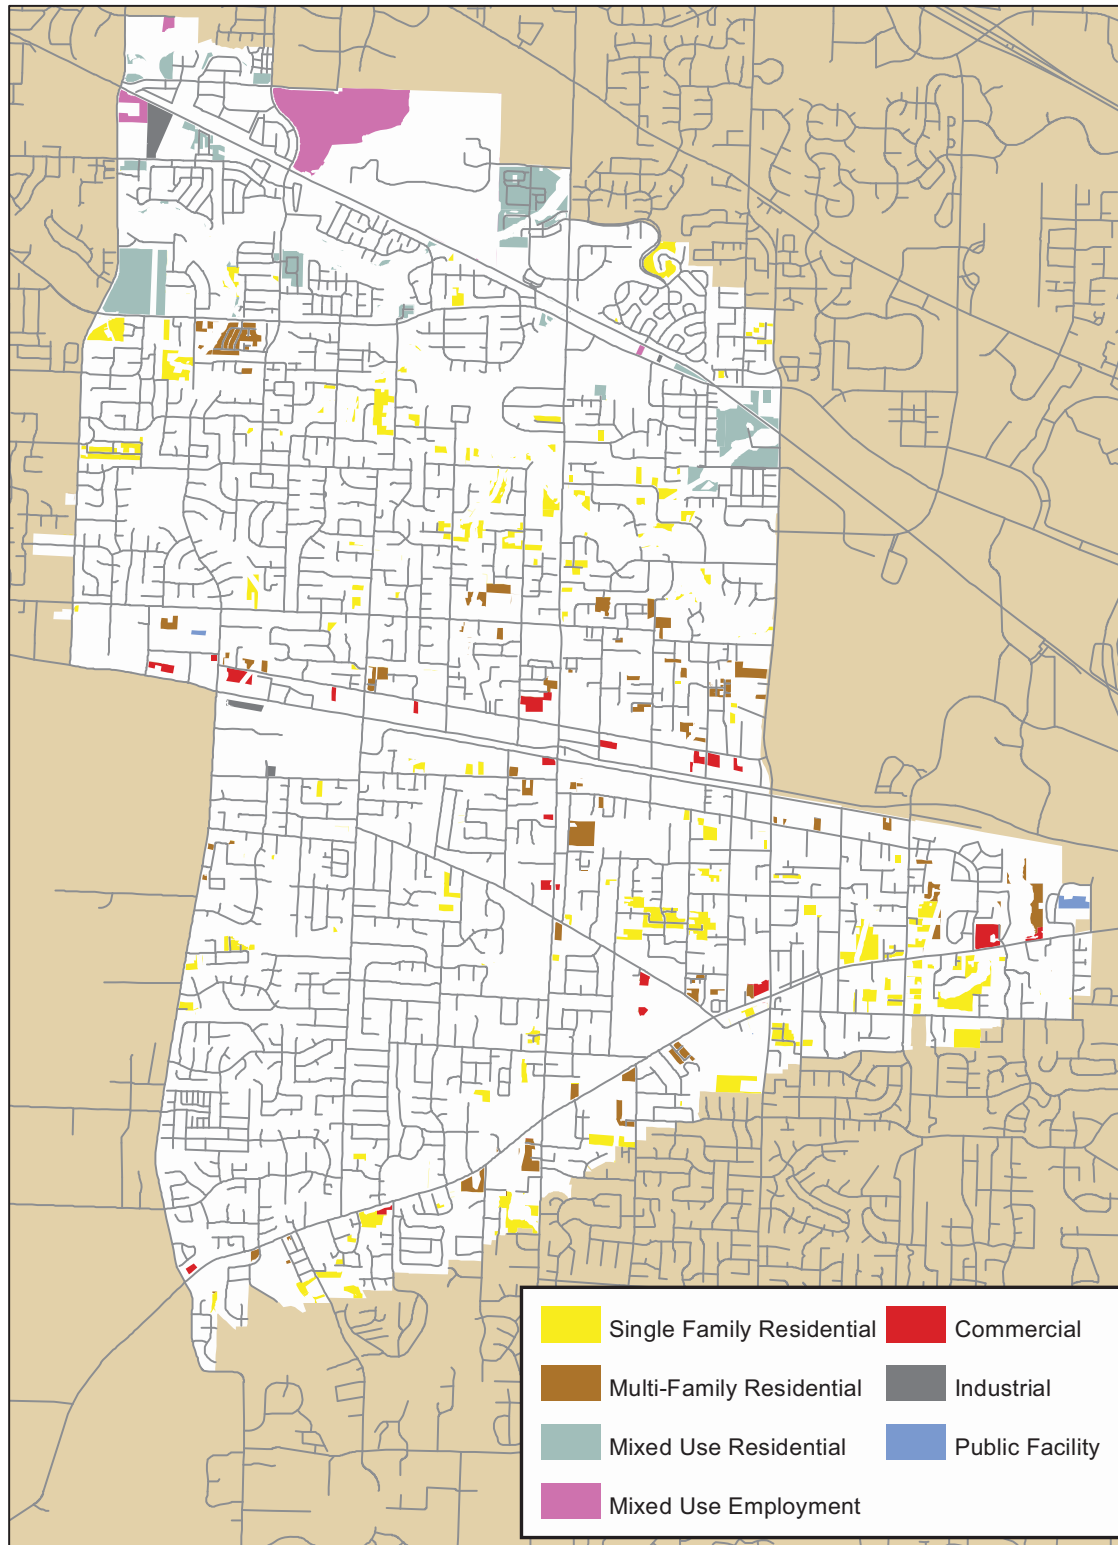 Single Family Residential
Commercial
Multi-Family Residential
Industrial
Mixed Use Residential
Public Facility
Mixed Use Employment